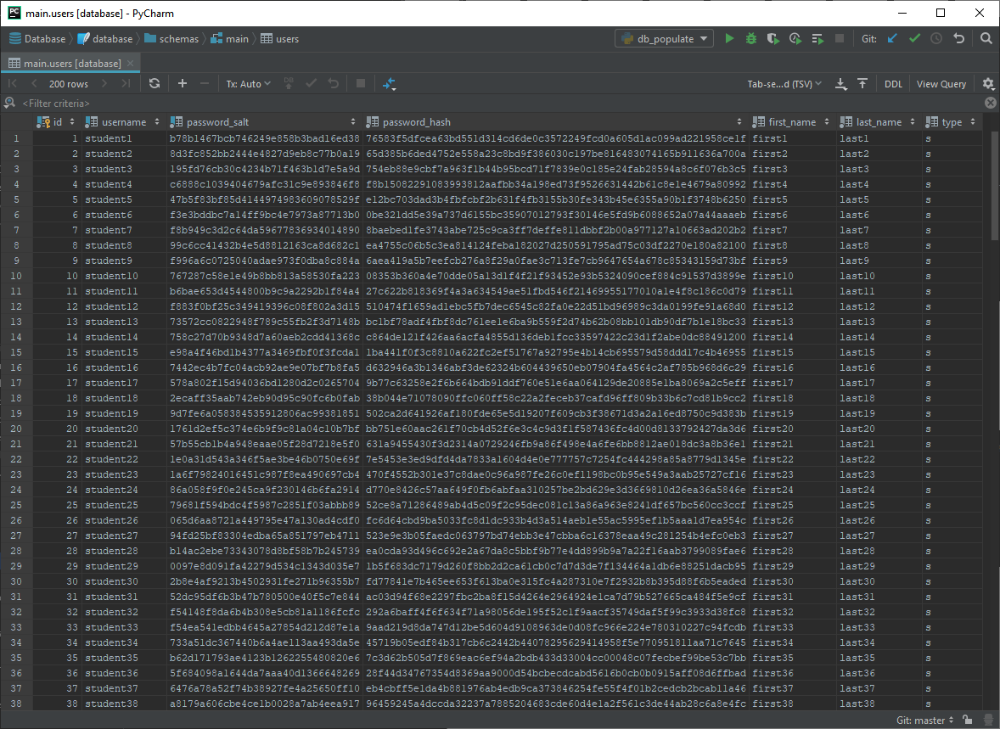 main.users [database] - PyCharm
Database database schemas main users db_populate Git:
main.users [database]
200 rows Tx: Auto DB Tab-se...d (TSV) DDL View Query
<Filter criteria>
id username password_salt password_hash first_name last_name type
1 1 student1 b78b1467bcb746249e858b3bad16ed38 76583f5dfcea63bd551d314cd6de0c3572249fcd0a605d1ac099ad221958ce1f first1 last1 s
2 2 student2 8d3fc852bb2444e4827d9eb8c77b0a19 65d385b6ded4752e558a23c8bd9f386030c197be816483074165b911636a700a first2 last2 s
3 3 student3 195fd76cb30c4234b71f463b1d7e5a9d 754eb88e9cbf7a963f1b44b95bcd71f7839e0c185e24fab28594a8c6f076b3c5 first3 last3 s
4 4 student4 c6888c1039404679afc31c9e893846f8 f8b15082291083993812aafbb34a198ed73f9526631442b61c8e1e4679a80992 first4 last4 s
5 5 student5 47b5f83bf85d4144974983609078529f e12bc703dad3b4fbfcbf2b631f4fb3155b30fe343b45e6355a90b1f3748b6250 first5 last5 s
6 6 student6 f3e3bddbc7a14ff9bc4e7973a87713b0 0be321dd5e39a737d6155bc35907012793f30146e5fd9b6088652a07a44aaaeb first6 last6 s
7 7 student7 f8b949c3d2c64da59677836934014890 8baebed1fe3743abe725c9ca3ff7deffe811dbbf2b00a977127a10663ad202b2 first7 last7 s
8 8 student8 99c6cc41432b4e5d8812163ca8d682c1 ea4755c06b5c3ea814124feba182027d250591795ad75c03df2270e180a82100 first8 last8 s
9 9 student9 f996a6c0725040adae973f0dba8c884a 6aea419a5b7eefcb276a8f29a0fae3c713fe7cb9647654a678c85343159d73bf first9 last9 s
10 10 student10 767287c58e1e49b8bb813a58530fa223 08353b360a4e70dde05a13d1f4f21f93452e93b5324090cef884c91537d3899e first10 last10 s
11 11 student11 b6bae653d4544800b9c9a2292b1f84a4 27c622b818369f4a3a634549ae51fbd546f21469955177010a1e4f8c186c0d79 first11 last11 s
12 12 student12 f883f0bf25c349419396c08f802a3d15 510474f1659ad1ebc5fb7dec6545c82fa0e22d51bd96989c3da0199fe91a68d0 first12 last12 s
13 13 student13 73572cc0822948f789c55fb2f3d7148b bc1bf78adf4fbf8dc761ee1e6ba9b559f2d74b62b08bb101db90df7b1e18bc33 first13 last13 s
14 14 student14 758c27d70b9348d7a60aeb2cdd41368c c864de121f426aa6acfa4855d136deb1fcc33597422c23d1f2abe0dc88491200 first14 last14 s
15 15 student15 e98a4f46bd1b4377a3469fbf0f3fcda1 1ba441f0f3c8810a622fc2ef51767a92795e4b14cb695579d58ddd17c4b46955 first15 last15 s
16 16 student16 7442ec4b7fc04acb92ae9e07bf7b8fa5 d632946a3b1346abf3de62324b604439650eb07904fa4564c2af785b968d6c29 first16 last16 s
17 17 student17 578a802f15d94036bd1280d2c0265704 9b77c63258e2f6b664bdb91ddf760e51e6aa064129de20885e1ba8069a2c5eff first17 last17 s
18 18 student18 2ecaff35aab742eb90d95c90fc6b0fab 38b044e71078090ffc060ff58c22a2feceb37cafd96ff809b33b6c7cd81b9cc2 first18 last18 s
19 19 student19 9d7fe6a058384535912806ac99381851 502ca2d641926af180fde65e5d19207f609cb3f38671d3a2a16ed8750c9d383b first19 last19 s
20 20 student20 1761d2ef5c374e6b9f9c81a04c10b7bf bb751e60aac261f70cb4d52f6e3c4c9d3f1f587436fc4d00d8133792427da3d6 first20 last20 s
21 21 student21 57b55cb1b4a948eaae05f28d7218e5f0 631a9455430f3d2314a0729246fb9a86f498e4a6fe6bb8812ae018dc3a8b36e1 first21 last21 s
22 22 student22 1e0a31d543a346f5ae3be46b0750e69f 7e5453e3ed9dfd4da7833a1604d4e0e777757c7254fc444298a85a8779d1345e first22 last22 s
23 23 student23 1a6f79824016451c987f8ea490697cb4 470f4552b301e37c8dae0c96a987fe26c0ef1198bc0b95e549a3aab25727cf16 first23 last23 s
24 24 student24 86a058f9f0e245ca9f230146b6fa2914 d770e8426c57aa649f0fb6abfaa310257be2bd629e3d3669810d26ea36a5846e first24 last24 s
25 25 student25 79681f594bdc4f5987c2851f03abbb89 52ce8a71286489ab4d5c09f2c95dec081c13a86a963e8241df657bc560cc3ccf first25 last25 s
26 26 student26 065d6aa8721a449795e47a130ad4cdf0 fc6d64cbd9ba5033fc8d1dc933b4d3a514aeb1e55ac5995ef1b5aaa1d7ea954c first26 last26 s
27 27 student27 94fd25bf83304edba65a851797eb4711 523e9e3b05faedc063797bd74ebb3e47cbba6c16378eaa49c281254b4efc0eb3 first27 last27 s
28 28 student28 b14ac2ebe73343078d8bf58b7b245739 ea0cda93d496c692e2a67da8c5bbf9b77e4dd899b9a7a22f16aab3799089fae6 first28 last28 s
29 29 student29 0097e8d091fa42279d534c1343d035e7 1b5f683dc7179d260f8bb2d2ca61cb0c7d7d3de7f134464a1db6e88251dacb95 first29 last29 s
30 30 student30 2b8e4af9213b4502931fe271b96355b7 fd77841e7b465ee653f613ba0e315fc4a287310e7f2932b8b395d88f6b5eaded first30 last30 s
31 31 student31 52dc95df6b3b47b780500e40f5c7e844 ac03d94f68e2297fbc2ba8f15d4264e2964924e1ca7d79b527665ca484f5e9cf first31 last31 s
32 32 student32 f54148f8da6b4b308e5cb81a1186fcfc 292a6baff4f6f634f71a98056de195f52c1f9aacf35749daf5f99c3933d38fc8 first32 last32 s
33 33 student33 f54ea541edbb4645a27854d212d87e1a 9aad219d8da747d12be5d604d9108963de0d08fc966e224e780310227c94fcdb first33 last33 s
34 34 student34 733a51dc367440b6a4ae113aa493da5e 45719b05edf84b317cb6c2442b4407829562941 4958f5e770951811aa71c7645 first34 last34 s
35 35 student35 b62d171793ae4123b1262255480820e6 7c3d62b505d7f869eac6ef94a2bdb433d33004cc00048c07fecbef99be53c7bb first35 last35 s
36 36 student36 5f684098a1644da7aaa40d1366648269 28f44d34767354d8369aa9000d54bcbecdcabd5616b0cb0b0915aff08d6ffbad first36 last36 s
37 37 student37 6476a78a52f74b38927fe4a25650ff10 eb4cbff5e1da4b881976ab4edb9ca373846254fe55f4f01b2cedcb2bcab11a46 first37 last37 s
38 38 student38 a8179a606cbe4ce1b0028a7ab4eea917 96459245a4dccda32237a7885204683cde60d4e1a2f561c3de44ab28c6a8e4fc first38 last38 s
Git: master